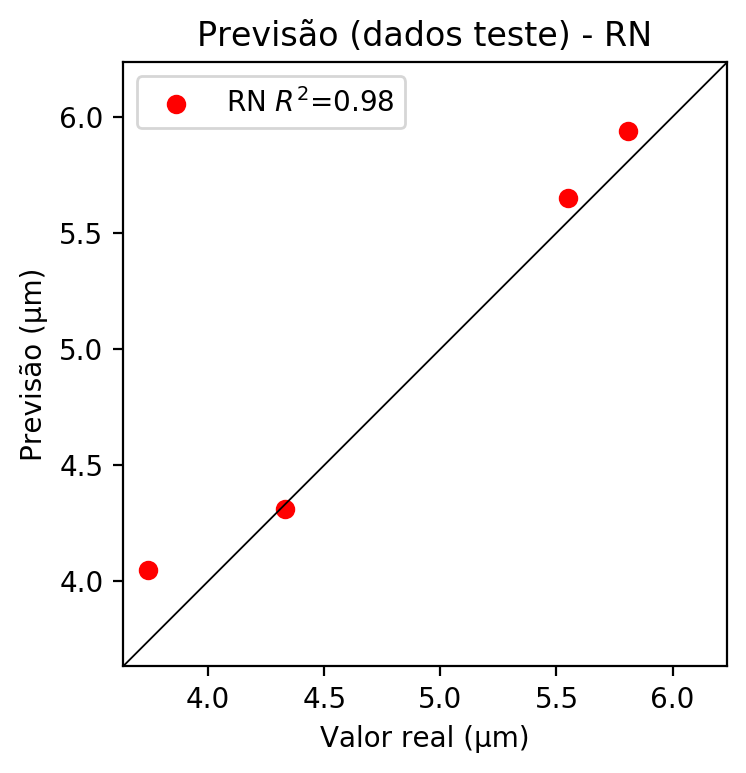 Previsão (dados teste) - RN
RN R²=0.98
6.0
5.5
5.0
4.5
4.0
Previsão (µm)
4.0 4.5 5.0 5.5 6.0
Valor real (µm)